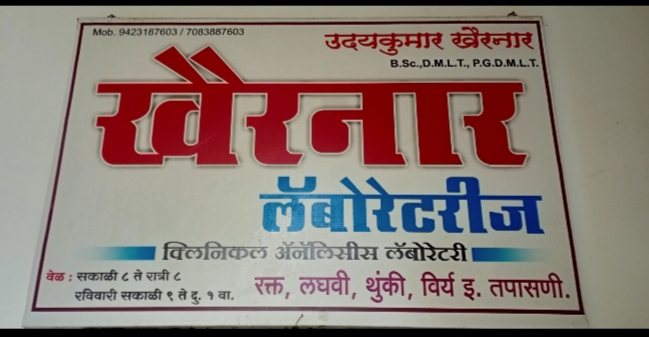 Mob. 9423187603 / 7083887603
उदयकुमार खैरनार
B.Sc.,D.M.L.T., P.G.D.M.L.T.
खैरनार
लॅबोरेटरीज
क्लिनिकल ॲनॅलिसीस लॅबोरेटरी
वेळ : सकाळी ८ ते रात्री ८
रविवारी सकाळी ९ ते दु. १ वा.
रक्त, लघवी, थुंकी, विर्य इ. तपासणी.